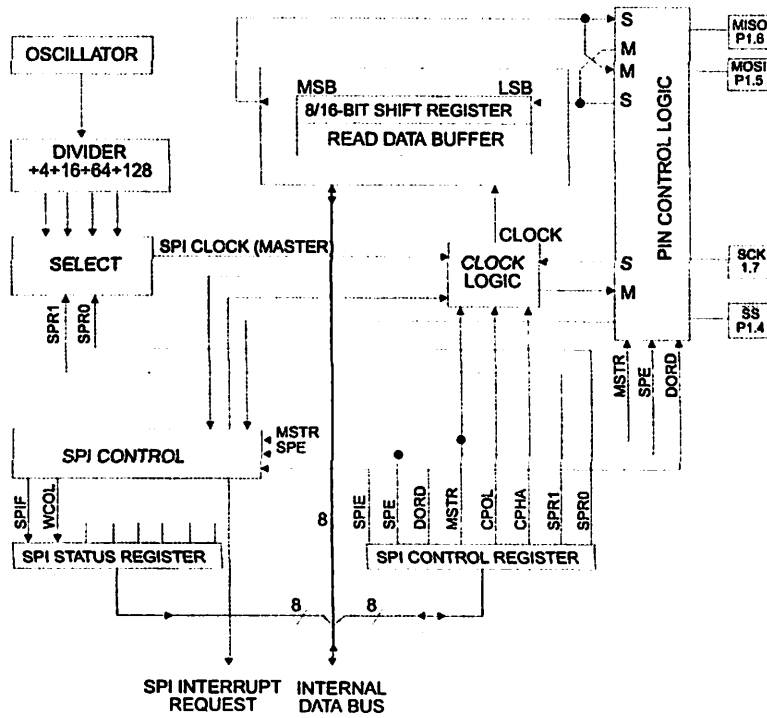 OSCILLATOR
DIVIDER
+4+16+64+128
SELECT
SPR1
SPR0
SPI CLOCK (MASTER)
MSB
LSB
8/16-BIT SHIFT REGISTER
READ DATA BUFFER
CLOCK
CLOCK
LOGIC
S
M
M
S
S
M
PIN CONTROL LOGIC
MISO
P1.6
MOSI
P1.5
SCK
1.7
SS
P1.4
MSTR
SPE
DORD
SPI CONTROL
MSTR
SPE
SPIF
WCOL
SPI STATUS REGISTER
SPIE
SPE
DORD
MSTR
CPOL
CPHA
SPR1
SPR0
SPI CONTROL REGISTER
8
8
8
SPI INTERRUPT
REQUEST
INTERNAL
DATA BUS